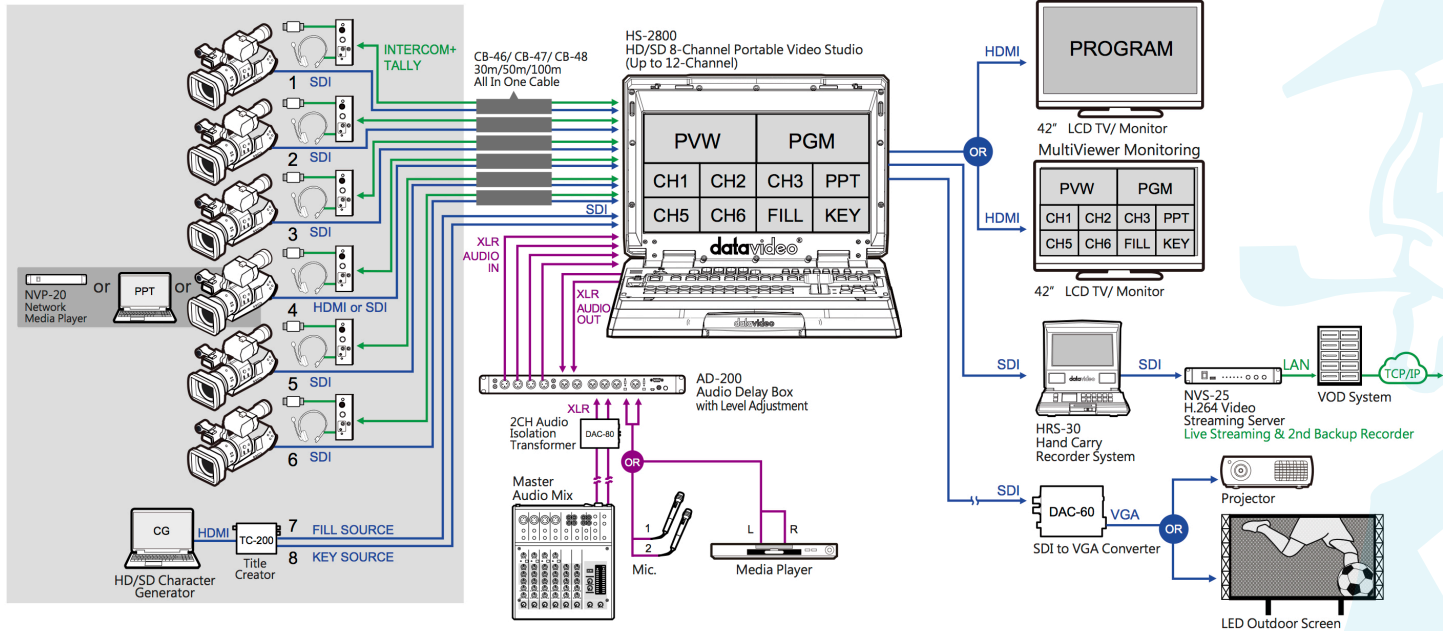 INTERCOM+
TALLY
1 SDI
2 SDI
3 SDI
NVP-20
Network
Media Player
or
PPT
or
4 HDMI or SDI
5 SDI
6 SDI
CG
HD/SD Character
Generator
HDMI
TC-200
Title
Creator
7 FILL SOURCE
8 KEY SOURCE
CB-46/ CB-47/ CB-48
30m/50m/100m
All In One Cable
HS-2800
HD/SD 8-Channel Portable Video Studio
(Up to 12-Channel)
PVW PGM
CH1 CH2 CH3 PPT
CH5 CH6 FILL KEY
datavideo®
datavideo
SDI
XLR
AUDIO
IN
XLR
AUDIO
OUT
AD-200
Audio Delay Box
with Level Adjustment
XLR
2CH Audio
Isolation
Transformer
DAC-80
OR
Master
Audio Mix
1
2
Mic.
L R
Media Player
OR
HDMI
PROGRAM
42" LCD TV/ Monitor
MultiViewer Monitoring
HDMI
PVW PGM
CH1 CH2 CH3 PPT
CH5 CH6 FILL KEY
42" LCD TV/ Monitor
SDI
datavideo
HRS-30
Hand Carry
Recorder System
SDI
NVS-25
H.264 Video
Streaming Server
Live Streaming & 2nd Backup Recorder
LAN
VOD System
TCP/IP
SDI
DAC-60
SDI to VGA Converter
VGA
OR
Projector
LED Outdoor Screen